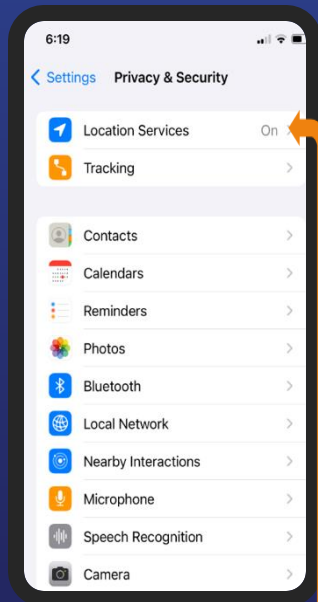 6:19
Settings Privacy & Security
Location Services On
Tracking
Contacts
Calendars
Reminders
Photos
Bluetooth
Local Network
Nearby Interactions
Microphone
Speech Recognition
Camera